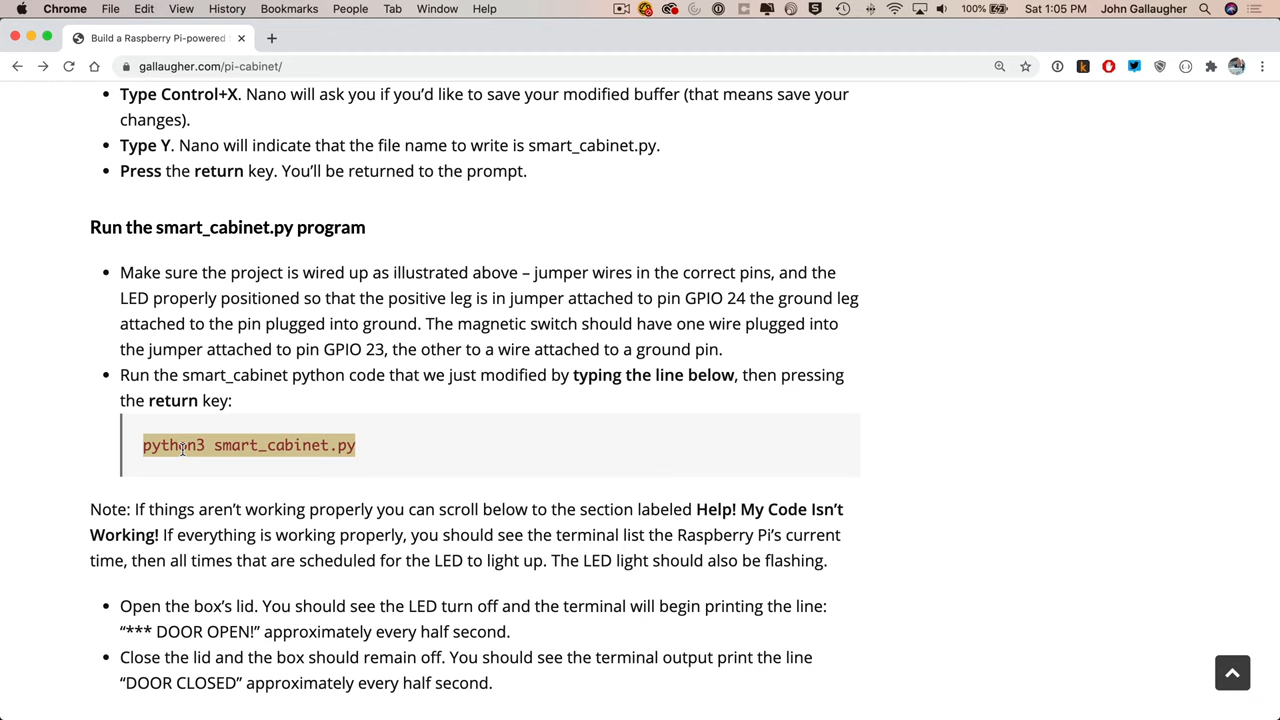 Chrome File Edit View History Bookmarks People Tab Window Help 100% Sat 1:05 PM John Gallaugher
Build a Raspberry Pi-powered
gallaugher.com/pi-cabinet/
• Type Control+X. Nano will ask you if you’d like to save your modified buffer (that means save your
changes).
• Type Y. Nano will indicate that the file name to write is smart_cabinet.py.
• Press the return key. You’ll be returned to the prompt.
Run the smart_cabinet.py program
• Make sure the project is wired up as illustrated above – jumper wires in the correct pins, and the
LED properly positioned so that the positive leg is in jumper attached to pin GPIO 24 the ground leg
attached to the pin plugged into ground. The magnetic switch should have one wire plugged into
the jumper attached to pin GPIO 23, the other to a wire attached to a ground pin.
• Run the smart_cabinet python code that we just modified by typing the line below, then pressing
the return key:
python3 smart_cabinet.py
Note: If things aren’t working properly you can scroll below to the section labeled Help! My Code Isn’t
Working! If everything is working properly, you should see the terminal list the Raspberry Pi’s current
time, then all times that are scheduled for the LED to light up. The LED light should also be flashing.
• Open the box’s lid. You should see the LED turn off and the terminal will begin printing the line:
“*** DOOR OPEN!” approximately every half second.
• Close the lid and the box should remain off. You should see the terminal output print the line
“DOOR CLOSED” approximately every half second.